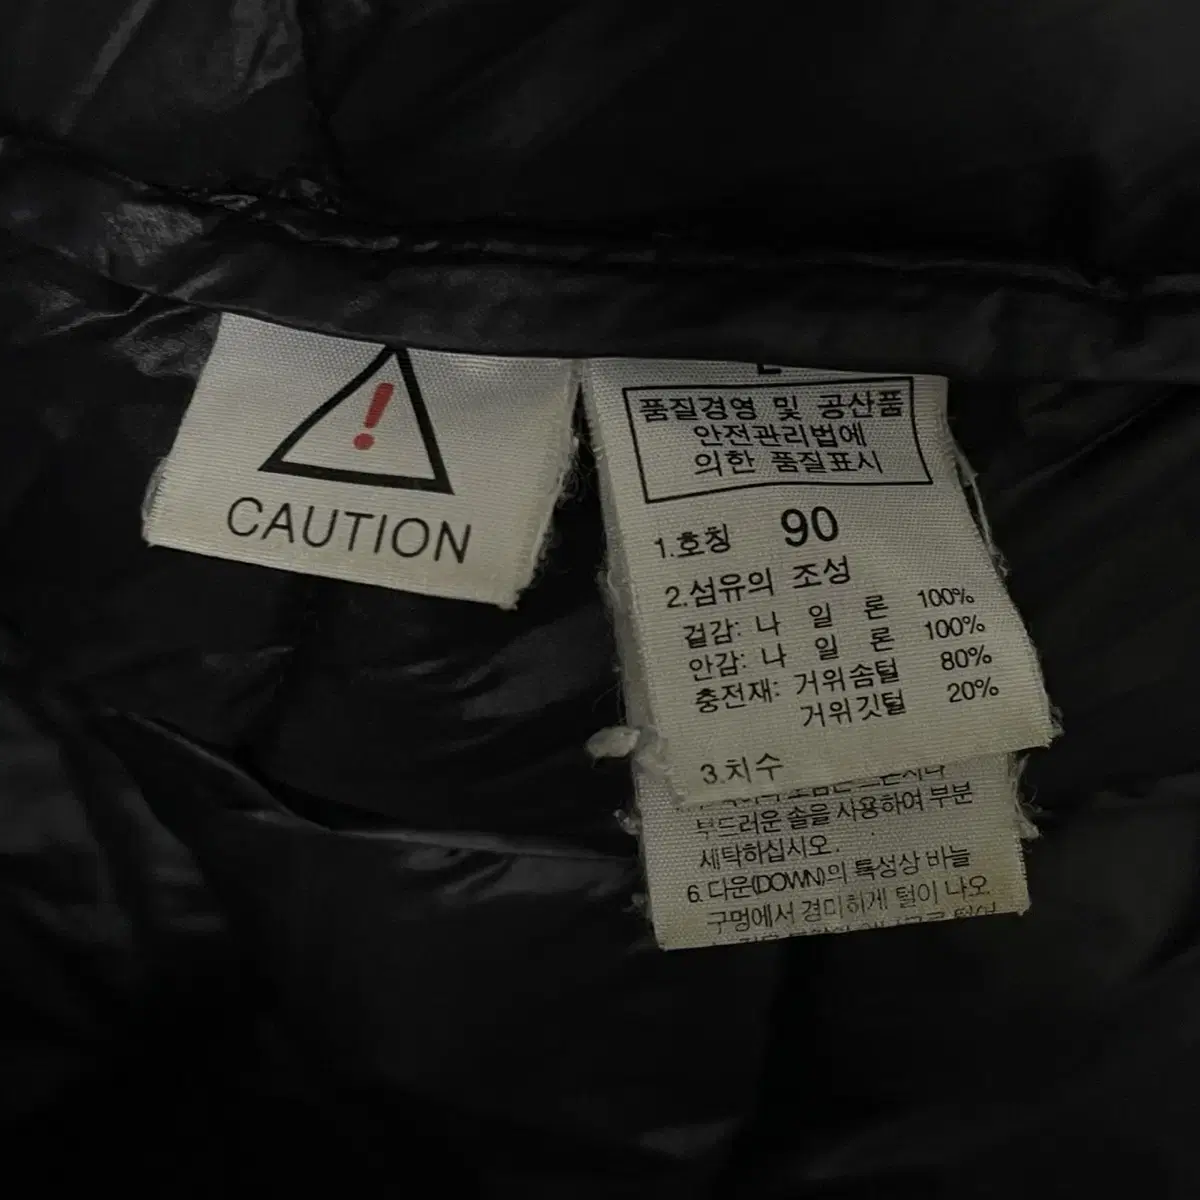 !
CAUTION
품질경영 및 공산품
안전관리법에
의한 품질표시
1.호칭 90
2.섬유의 조성
겉감: 나 일 론 100%
안감: 나 일 론 100%
충전재: 거위솜털 80%
거위깃털 20%
3.치수
부드러운 솔을 사용하여 부분
세탁하십시오.
6.다운(DOWN)의 특성상 바늘
구멍에서 경미하게 털이 나오